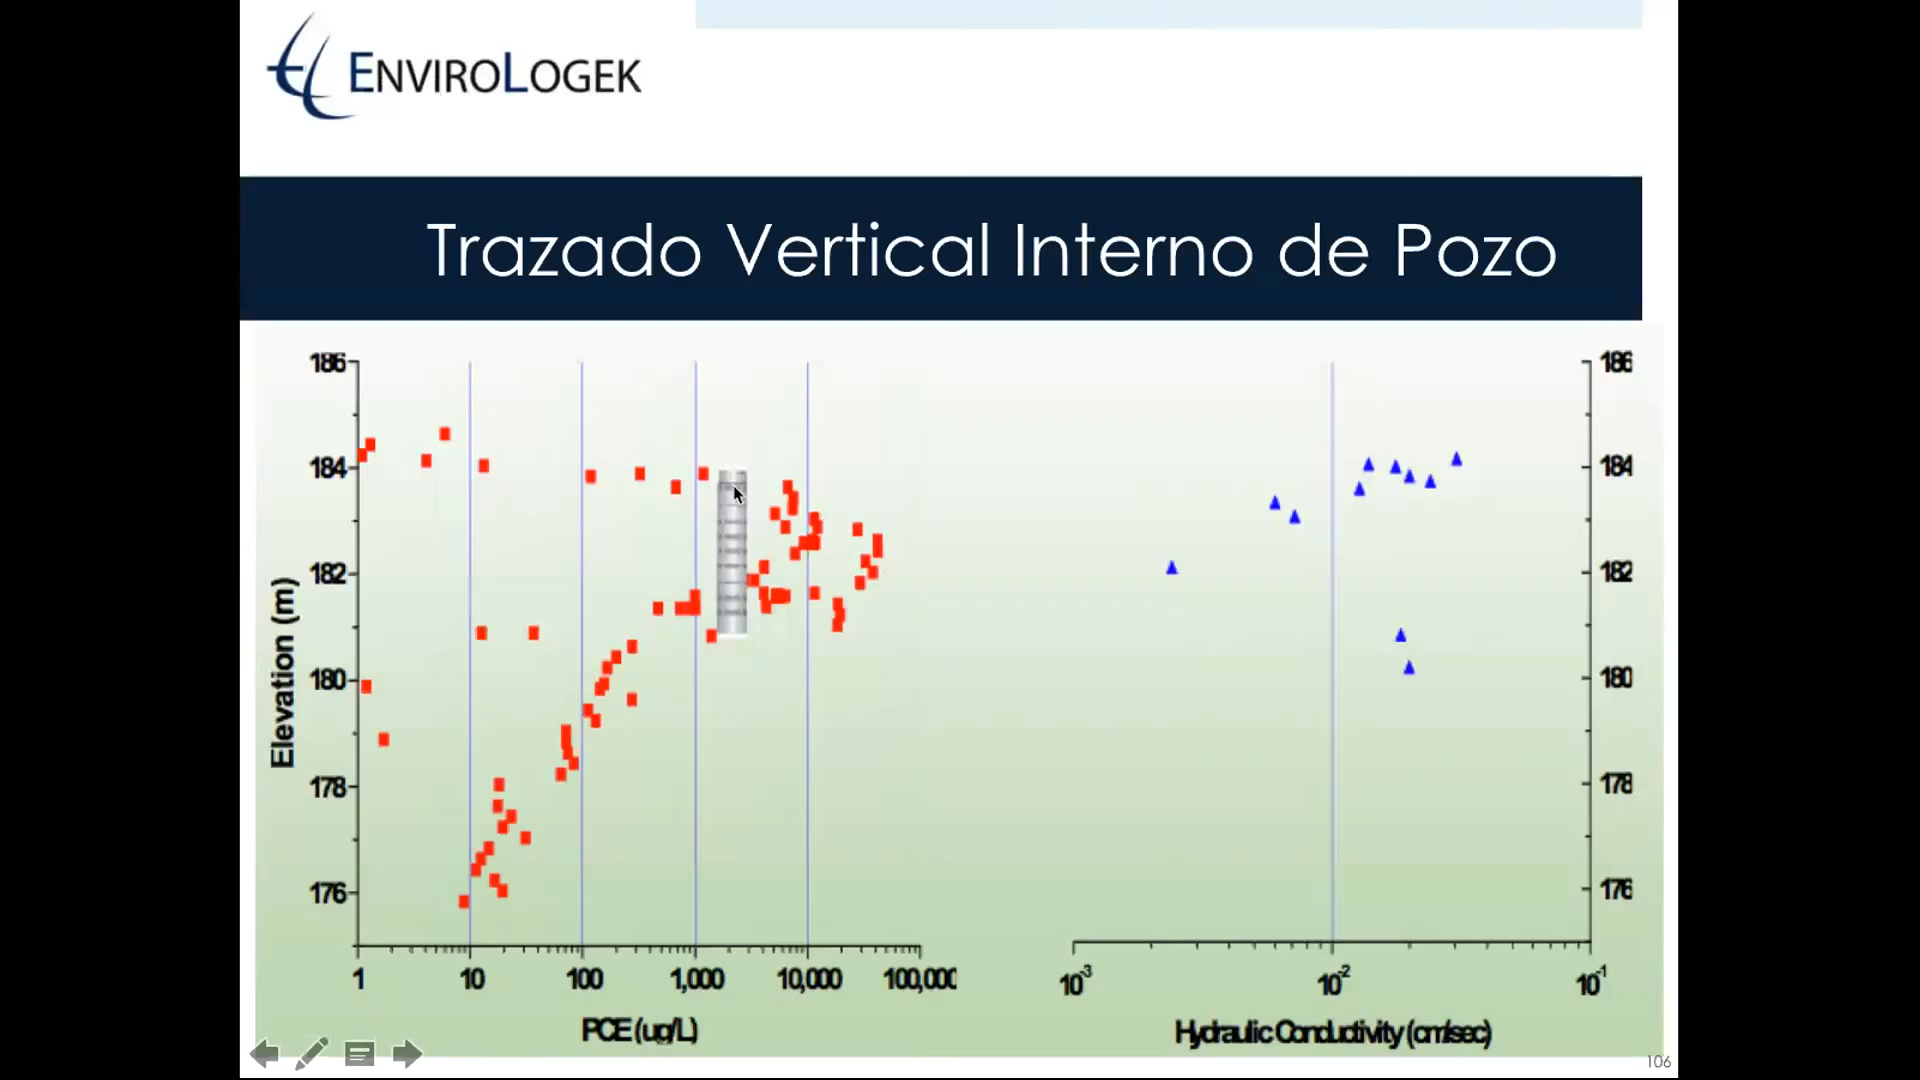 ENVIROLOGEK
Trazado Vertical Interno de Pozo
186
184
182
180
178
176
Elevation (m)
1 10 100 1,000 10,000 100,000
PCE (ug/L)
186
184
182
180
178
176
10-3 10-2 10-1
Hydraulic Conductivity (cm/sec)
106